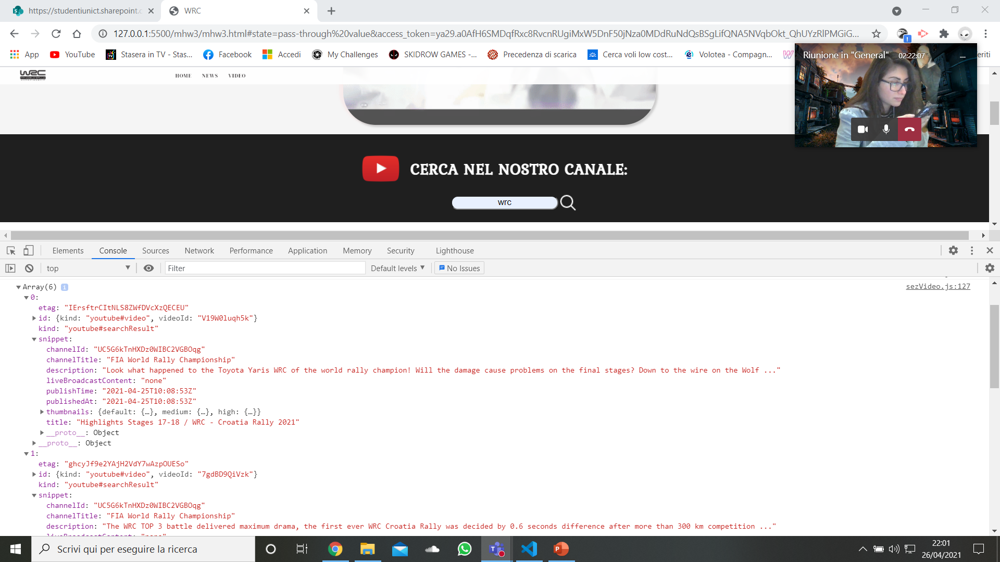 https://studentiunict.sharepoint.c
WRC
127.0.0.1:5500/mhw3/mhw3.html#state=pass-through%20value&access_token=ya29.a0AfH6SMDqfRxc8RvcnRUgiMxW5DnF50jNza0MDdRuNdQsBSgLifQNA5NVqbOkt_QhUYzRlPMGiG...
App YouTube Stasera in TV - Stas... Facebook Accedi My Challenges SKIDROW GAMES -... Precedenza di scarica Cerca voli low cost... Volotea - Compagn... eriti
Riunione in "General" 02:22:07
WRC
HOME NEWS VIDEO
CERCA NEL NOSTRO CANALE:
wrc
Elements Console Sources Network Performance Application Memory Security Lighthouse
top Filter Default levels No Issues
Array(6) sezVideo.js:127
0:
etag: "IErsftrCItNLS8ZWfDVcXzQECEU"
id: {kind: "youtube#video", videoId: "V19W0luqh5k"}
kind: "youtube#searchResult"
snippet:
channelId: "UC5G6kTnHXDz0WIBC2VGBOqg"
channelTitle: "FIA World Rally Championship"
description: "Look what happened to the Toyota Yaris WRC of the world rally champion! Will the damage cause problems on the final stages? Down to the wire on the Wolf ..."
liveBroadcastContent: "none"
publishTime: "2021-04-25T10:08:53Z"
publishedAt: "2021-04-25T10:08:53Z"
thumbnails: {default: {…}, medium: {…}, high: {…}}
title: "Highlights Stages 17-18 / WRC - Croatia Rally 2021"
__proto__: Object
__proto__: Object
1:
etag: "ghcyJf9e2YAjH2VdY7wAzpOUESo"
id: {kind: "youtube#video", videoId: "7gdBD9QiVzk"}
kind: "youtube#searchResult"
snippet:
channelId: "UC5G6kTnHXDz0WIBC2VGBOqg"
channelTitle: "FIA World Rally Championship"
description: "The WRC TOP 3 battle delivered maximum drama, the first ever WRC Croatia Rally was decided by 0.6 seconds difference after more than 300 km competition ..."
liveBroadcastContent: "none"
Scrivi qui per eseguire la ricerca
22:01
26/04/2021